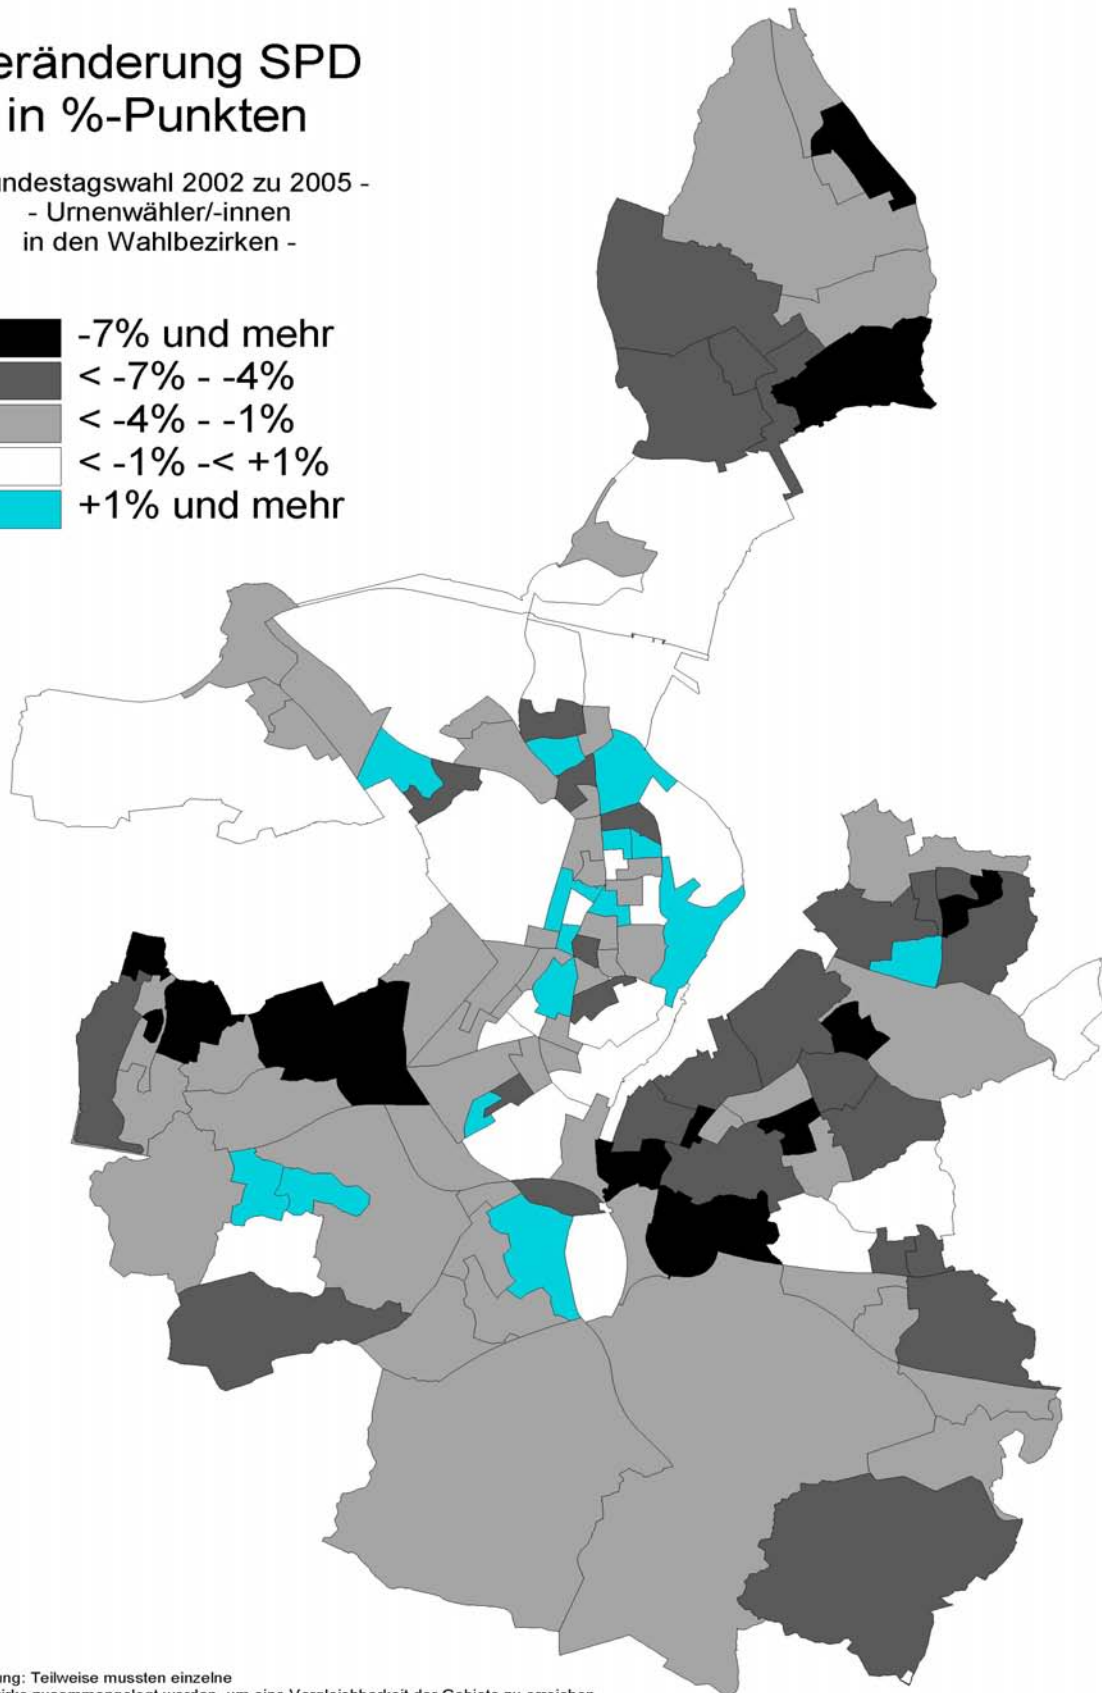 eränderung SPD
in %-Punkten
undestagswahl 2002 zu 2005 -
- Urnenwähler/-innen
in den Wahlbezirken -
-7% und mehr
< -7% - -4%
< -4% - -1%
< -1% -< +1%
+1% und mehr
ung: Teilweise mussten einzelne